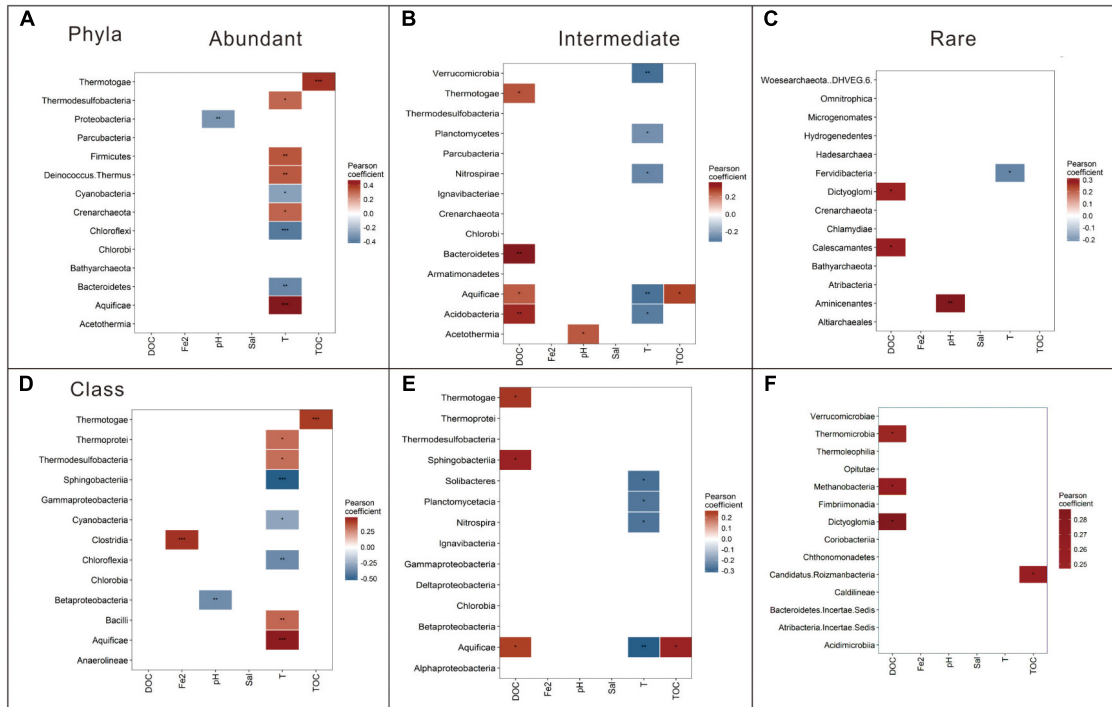 A
Phyla
Abundant
Thermotogae
Thermodesulfobacteria
Proteobacteria
Parcubacteria
Firmicutes
Deinococcus.Thermus
Cyanobacteria
Crenarchaeota
Chloroflexi
Chlorobi
Bathyarchaeota
Bacteroidetes
Aquificae
Acetothermia
***
*
**
**
**
*
*
***
**
***
DOC
Fe2
pH
Sal
T
TOC
Pearson
coefficient
0.4
0.2
0.0
-0.2
-0.4
B
Intermediate
Verrucomicrobia
Thermotogae
Thermodesulfobacteria
Planctomycetes
Parcubacteria
Nitrospirae
Ignavibacteriae
Crenarchaeota
Chlorobi
Bacteroidetes
Armatimonadetes
Aquificae
Acidobacteria
Acetothermia
**
*
*
*
**
* ** *
** *
*
DOC
Fe2
pH
Sal
T
TOC
Pearson
coefficient
0.2
0.0
-0.2
C
Rare
Woesearchaeota..DHVEG.6.
Omnitrophica
Microgenomates
Hydrogenedentes
Hadesarchaea
Fervidibacteria
Dictyoglomi
Crenarchaeota
Chlamydiae
Calescamantes
Bathyarchaeota
Atribacteria
Aminicenantes
Altiarchaeales
*
*
*
**
DOC
Fe2
pH
Sal
T
TOC
Pearson
coefficient
0.3
0.2
0.1
0.0
-0.1
-0.2
D
Class
Thermotogae
Thermoprotei
Thermodesulfobacteria
Sphingobacteriia
Gammaproteobacteria
Cyanobacteria
Clostridia
Chloroflexia
Chlorobia
Betaproteobacteria
Bacilli
Aquificae
Anaerolineae
***
*
*
***
*
***
**
**
**
***
DOC
Fe2
pH
Sal
T
TOC
Pearson
coefficient
0.25
0.00
-0.25
-0.50
E
Thermotogae
Thermoprotei
Thermodesulfobacteria
Sphingobacteriia
Solibacteres
Planctomycetacia
Nitrospira
Ignavibacteria
Gammaproteobacteria
Deltaproteobacteria
Chlorobia
Betaproteobacteria
Aquificae
Alphaproteobacteria
*
*
*
*
*
* ** *
DOC
Fe2
pH
Sal
T
TOC
Pearson
coefficient
0.2
0.1
0.0
-0.1
-0.2
-0.3
F
Verrucomicrobiae
Thermomicrobia
Thermoleophilia
Opitutae
Methanobacteria
Fimbriimonadia
Dictyoglomia
Coriobacteriia
Chthonomonadetes
Candidatus.Roizmanbacteria
Caldilineae
Bacteroidetes.Incertae.Sedis
Atribacteria.Incertae.Sedis
Acidimicrobiia
*
*
*
*
DOC
Fe2
pH
Sal
T
TOC
Pearson
coefficient
0.28
0.27
0.26
0.25